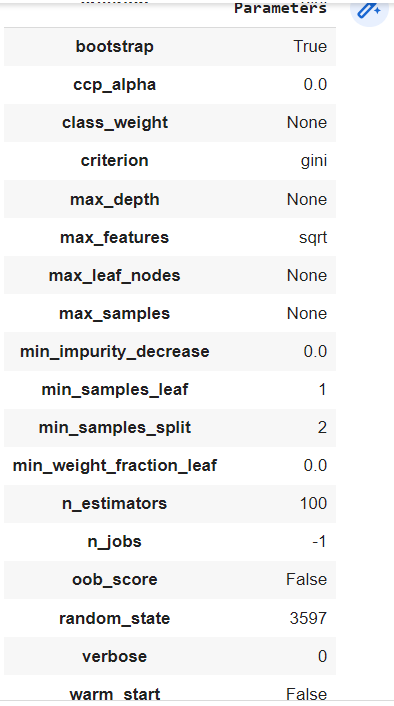 Parameters
bootstrap True
ccp_alpha 0.0
class_weight None
criterion gini
max_depth None
max_features sqrt
max_leaf_nodes None
max_samples None
min_impurity_decrease 0.0
min_samples_leaf 1
min_samples_split 2
min_weight_fraction_leaf 0.0
n_estimators 100
n_jobs -1
oob_score False
random_state 3597
verbose 0
warm_start False